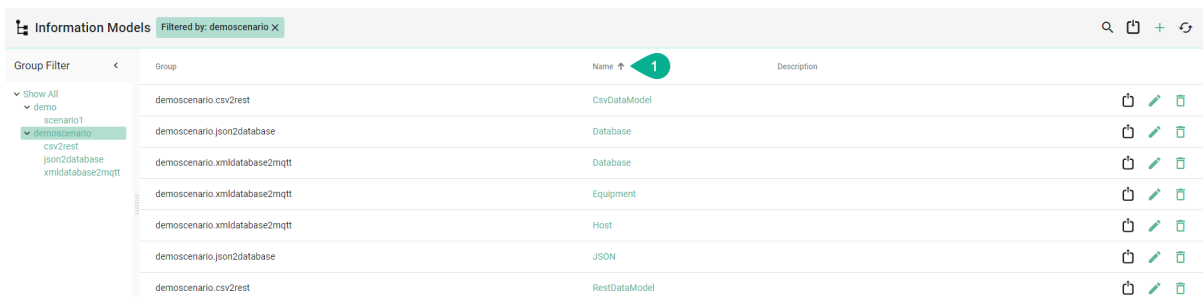 Information Models Filtered by: demoscenario ×
Group Filter
Show All
demo
scenario1
demoscenario
csv2rest
json2database
xmldatabase2mqtt
Group Name 1 Description
demoscenario.csv2rest CsvDataModel
demoscenario.json2database Database
demoscenario.xmldatabase2mqtt Database
demoscenario.xmldatabase2mqtt Equipment
demoscenario.xmldatabase2mqtt Host
demoscenario.json2database JSON
demoscenario.csv2rest RestDataModel